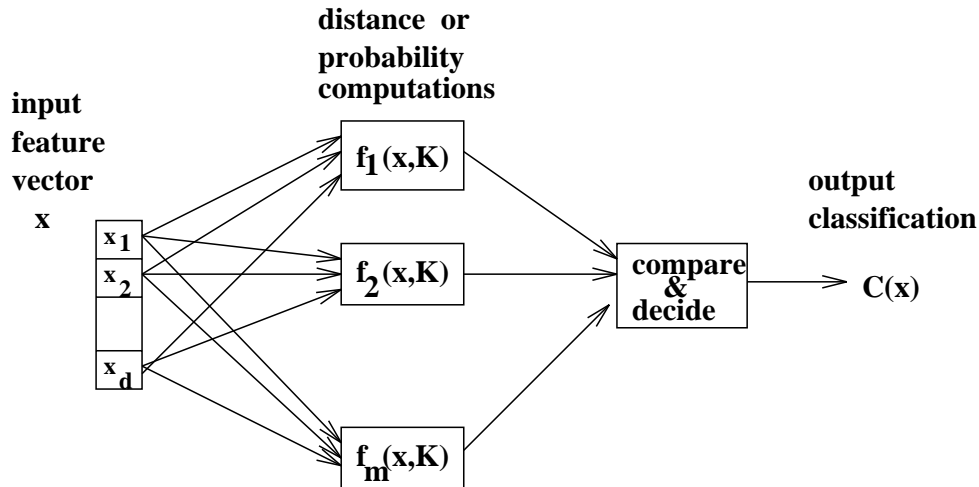 distance or
probability
computations
input
feature
vector
x
x1
x2
xd
f1(x,K)
f2(x,K)
fm(x,K)
compare
&
decide
output
classification
C(x)